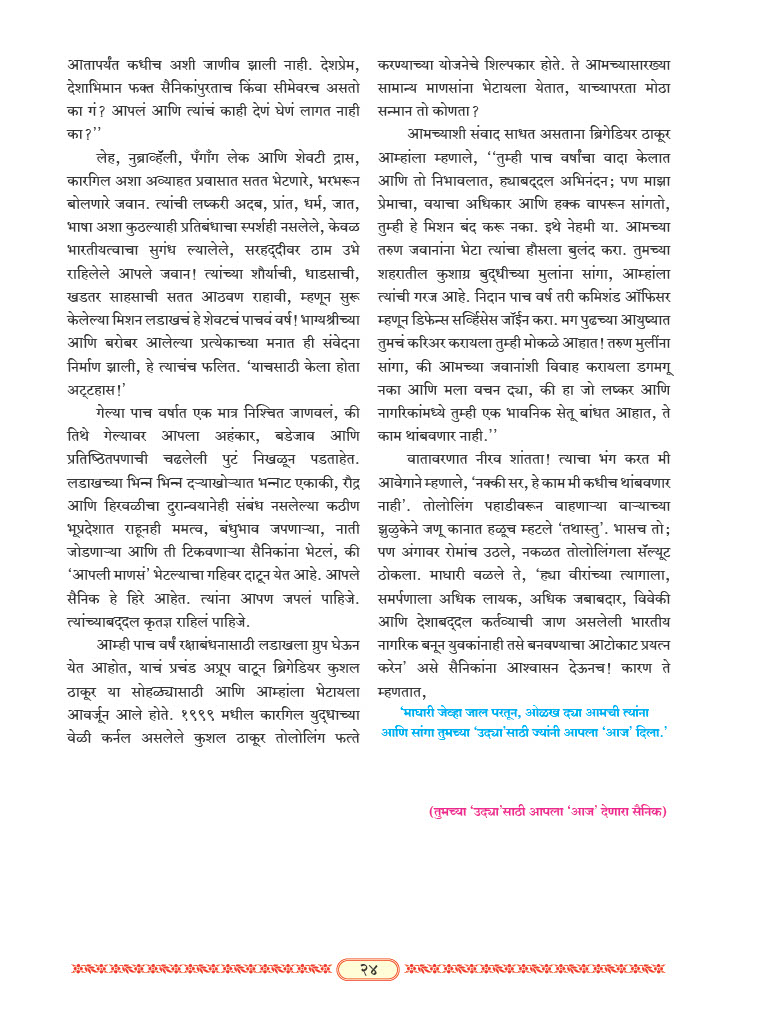 आतापर्यंत कधीच अशी जाणीव झाली नाही. देशप्रेम,
देशाभिमान फक्त सैनिकांपुरताच किंवा सीमेवरच असतो
का गं? आपलं आणि त्यांचं काही देणं घेणं लागत नाही
का?’’
लेह, नुब्राव्हॅली, पँगाँग लेक आणि शेवटी द्रास,
कारगिल अशा अव्याहत प्रवासात सतत भेटणारे, भरभरून
बोलणारे जवान. त्यांची लष्करी अदब, प्रांत, धर्म, जात,
भाषा अशा कुठल्याही प्रतिबंधाचा स्पर्शही नसलेले, केवळ
भारतीयत्वाचा सुगंध ल्यालेले, सरहद्दीवर ठाम उभे
राहिलेले आपले जवान! त्यांच्या शौर्याची, धाडसाची,
खडतर साहसाची सतत आठवण राहावी, म्हणून सुरू
केलेल्या मिशन लडाखचं हे शेवटचं पाचवं वर्ष! भाग्यश्रीच्या
आणि बरोबर आलेल्या प्रत्येकाच्या मनात ही संवेदना
निर्माण झाली, हे त्याचंच फलित. ‘याचसाठी केला होता
अट्टहास!’
गेल्या पाच वर्षात एक मात्र निश्चित जाणवलं, की
तिथे गेल्यावर आपला अहंकार, बडेजाव आणि
प्रतिष्ठितपणाची चढलेली पुटं निखळून पडताहेत.
लडाखच्या भिन्न भिन्न दऱ्याखोऱ्यात भन्नाट एकाकी, रौद्र
आणि हिरवळीचा दुरान्वयानेही संबंध नसलेल्या कठीण
भूप्रदेशात राहूनही ममत्व, बंधुभाव जपणाऱ्या, नाती
जोडणाऱ्या आणि ती टिकवणाऱ्या सैनिकांना भेटलं, की
‘आपली माणसं’ भेटल्याचा गहिवर दाटून येत आहे. आपले
सैनिक हे हिरे आहेत. त्यांना आपण जपलं पाहिजे.
त्यांच्याबद्दल कृतज्ञ राहिलं पाहिजे.
आम्ही पाच वर्षं रक्षाबंधनासाठी लडाखला ग्रुप घेऊन
येत आहोत, याचं प्रचंड अप्रूप वाटून ब्रिगेडियर कुशल
ठाकूर या सोहळ्यासाठी आणि आम्हांला भेटायला
आवर्जून आले होते. १९९९ मधील कारगिल युद्धाच्या
वेळी कर्नल असलेले कुशल ठाकूर तोलोलिंग फत्ते
करण्याच्या योजनेचे शिल्पकार होते. ते आमच्यासारख्या
सामान्य माणसांना भेटायला येतात, याच्यापरता मोठा
सन्मान तो कोणता?
आमच्याशी संवाद साधत असताना ब्रिगेडियर ठाकूर
आम्हांला म्हणाले, ‘‘तुम्ही पाच वर्षांचा वादा केलात
आणि तो निभावलात, ह्याबद्दल अभिनंदन; पण माझा
प्रेमाचा, वयाचा अधिकार आणि हक्क वापरून सांगतो,
तुम्ही हे मिशन बंद करू नका. इथे नेहमी या. आमच्या
तरुण जवानांना भेटा त्यांचा हौसला बुलंद करा. तुमच्या
शहरातील कुशाग्र बुद्धीच्या मुलांना सांगा, आम्हांला
त्यांची गरज आहे. निदान पाच वर्ष तरी कमिशंड ऑफिसर
म्हणून डिफेन्स सर्व्हिसेस जॉईन करा. मग पुढच्या आयुष्यात
तुमचं करिअर करायला तुम्ही मोकळे आहात! तरुण मुलींना
सांगा, की आमच्या जवानांशी विवाह करायला डगमगू
नका आणि मला वचन द्या, की हा जो लष्कर आणि
नागरिकांमध्ये तुम्ही एक भावनिक सेतू बांधत आहात, ते
काम थांबवणार नाही.’’
वातावरणात नीरव शांतता! त्याचा भंग करत मी
आवेगाने म्हणाले, ‘नक्की सर, हे काम मी कधीच थांबवणार
नाही’. तोलोलिंग पहाडीवरून वाहणाऱ्या वाऱ्याच्या
झुळुकेने जणू कानात हळूच म्हटले ‘तथास्तु’. भासच तो;
पण अंगावर रोमांच उठले, नकळत तोलोलिंगला सॅल्यूट
ठोकला. माघारी वळले ते, ‘ह्या वीरांच्या त्यागाला,
समर्पणाला अधिक लायक, अधिक जबाबदार, विवेकी
आणि देशाबद्दल कर्तव्याची जाण असलेली भारतीय
नागरिक बनून युवकांनाही तसे बनवण्याचा आटोकाट प्रयत्न
करेन’ असे सैनिकांना आश्वासन देऊनच! कारण ते
म्हणतात,
‘माघारी जेव्हा जाल परतून, ओळख द्या आमची त्यांना
आणि सांगा तुमच्या ‘उद्या’साठी ज्यांनी आपला ‘आज’ दिला.’
(तुमच्या ‘उद्या’साठी आपला ‘आज’ देणारा सैनिक)
२४